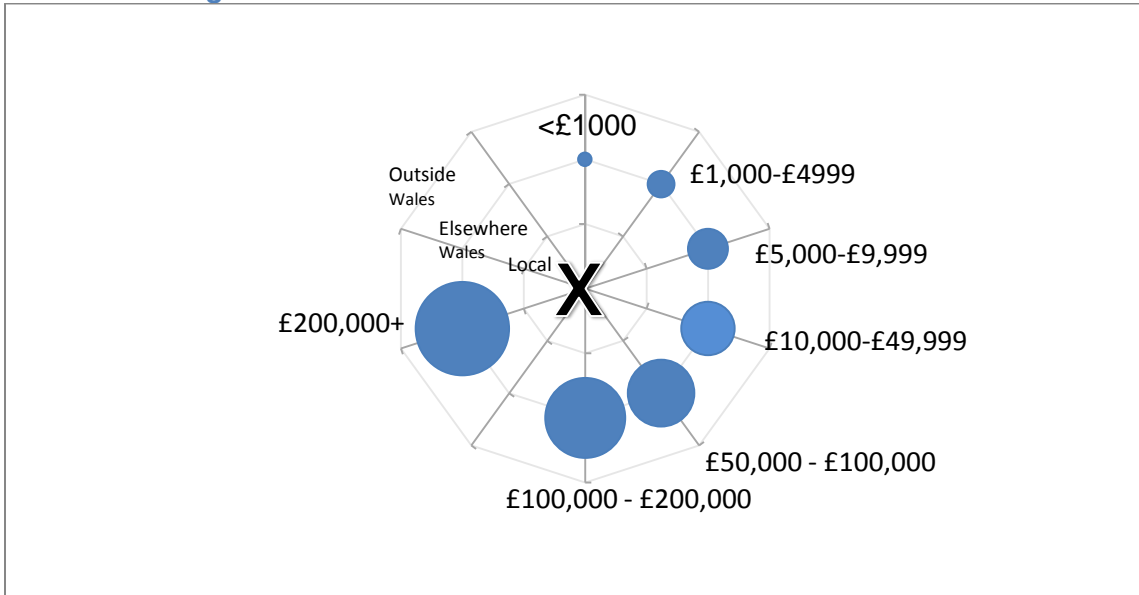 <£1000
£1,000-£4999
Outside
Wales
Elsewhere
Wales
£5,000-£9,999
Local
X
£200,000+
£10,000-£49,999
£50,000 - £100,000
£100,000 - £200,000